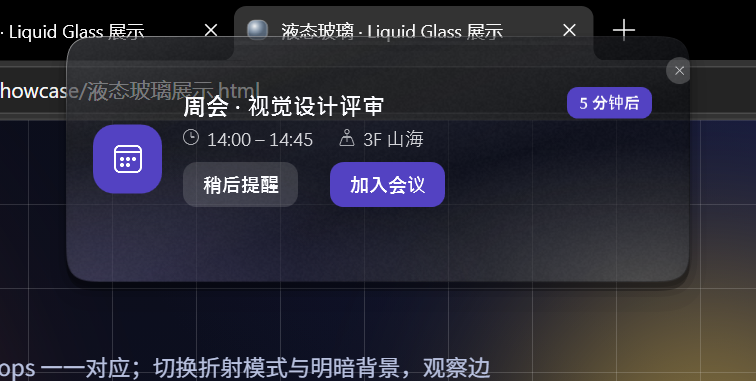 · Liquid Glass 展示
液态玻璃 · Liquid Glass 展示
howcase/液态玻璃展示.html
周会 · 视觉设计评审
5 分钟后
14:00 – 14:45
3F 山海
稍后提醒
加入会议
ops 一一对应；切换折射模式与明暗背景，观察边